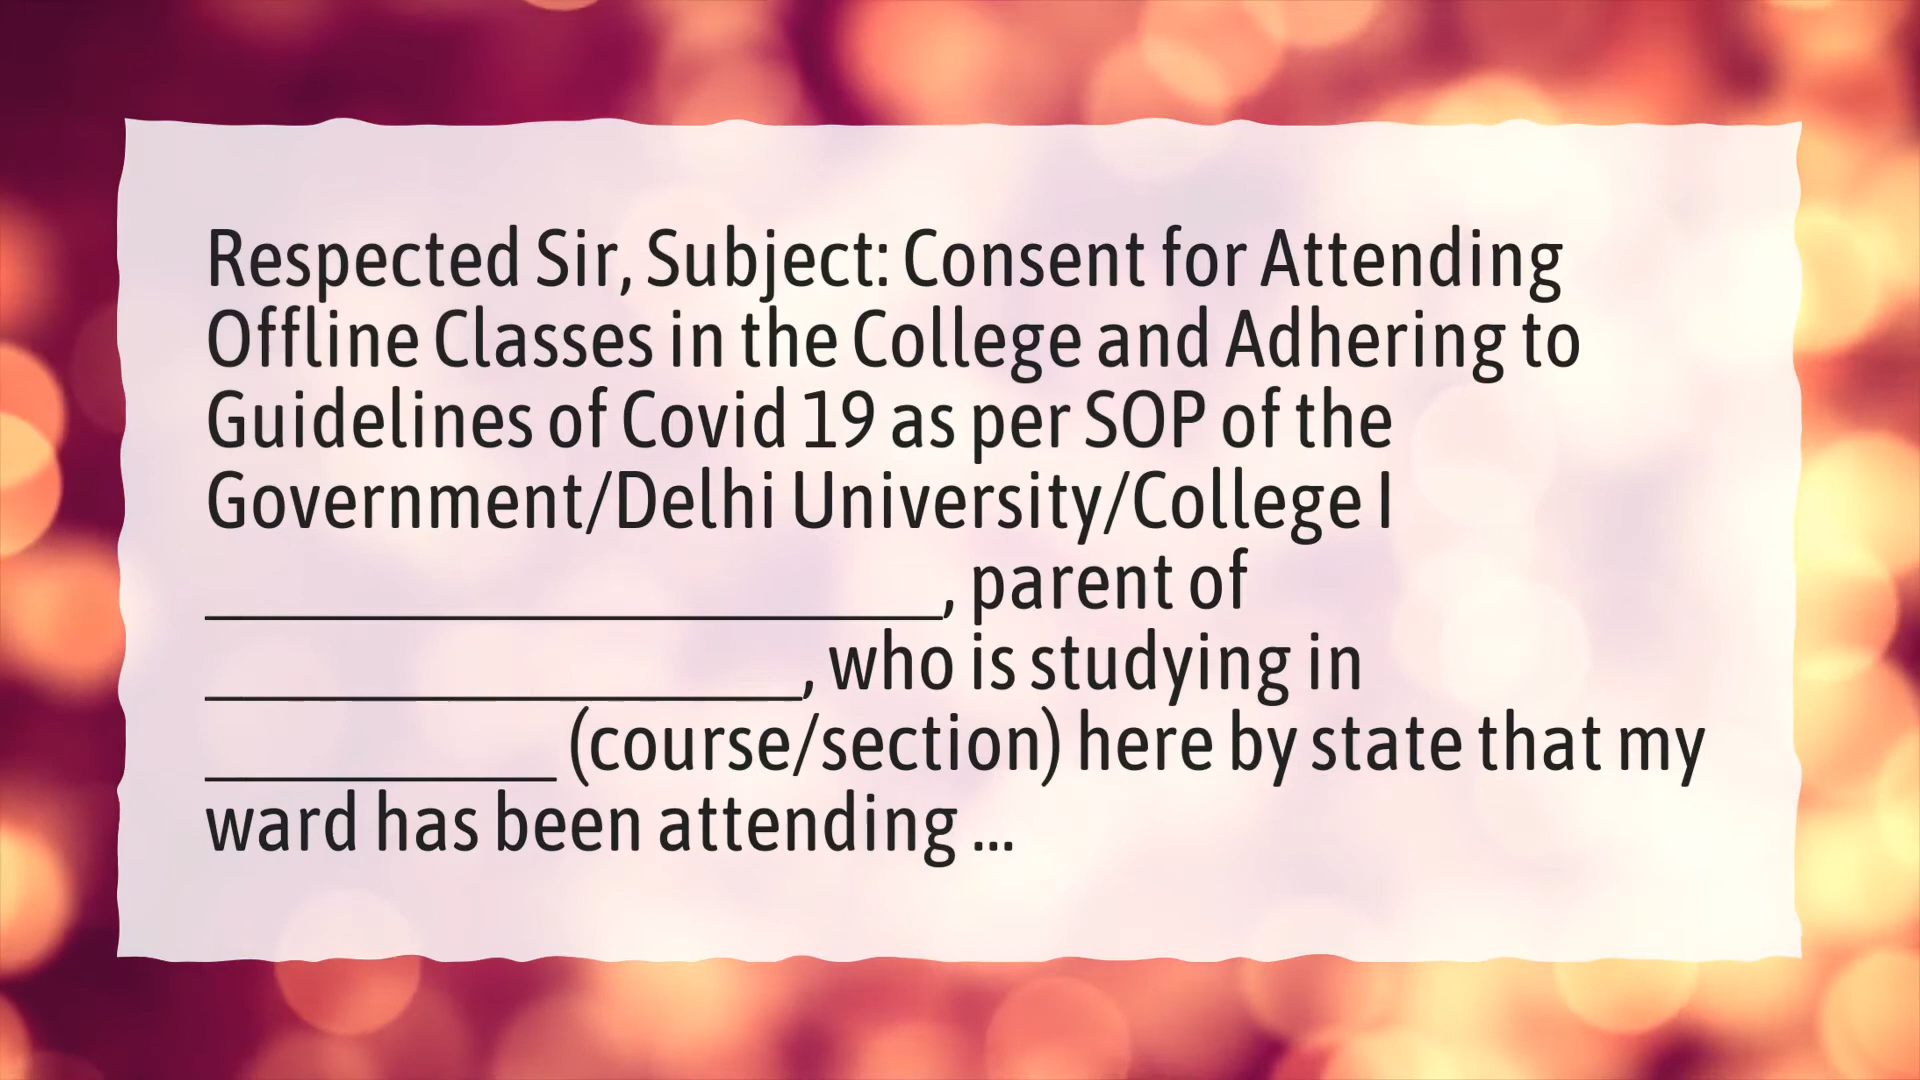 Respected Sir, Subject: Consent for Attending
Offline Classes in the College and Adhering to
Guidelines of Covid 19 as per SOP of the
Government/Delhi University/College I
_____________________, parent of
_________________, who is studying in
__________ (course/section) here by state that my
ward has been attending ...